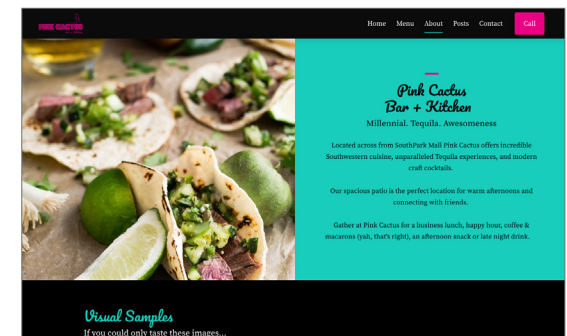 PINK CACTUS
Home Menu About Posts Contact Call
Pink Cactus
Bar + Kitchen
Millennial. Tequila. Awesomeness
Located across from SouthPark Mall Pink Cactus offers incredible
Southwestern cuisine, unparalleled Tequila experiences, and modern
craft cocktails.
Our spacious patio is the perfect location for warm afternoons and
connecting with friends.
Gather at Pink Cactus for a business lunch, happy hour, coffee &
macarons (yah, that's right), an afternoon snack or late night drink.
Visual Samples
If you could only taste these images...